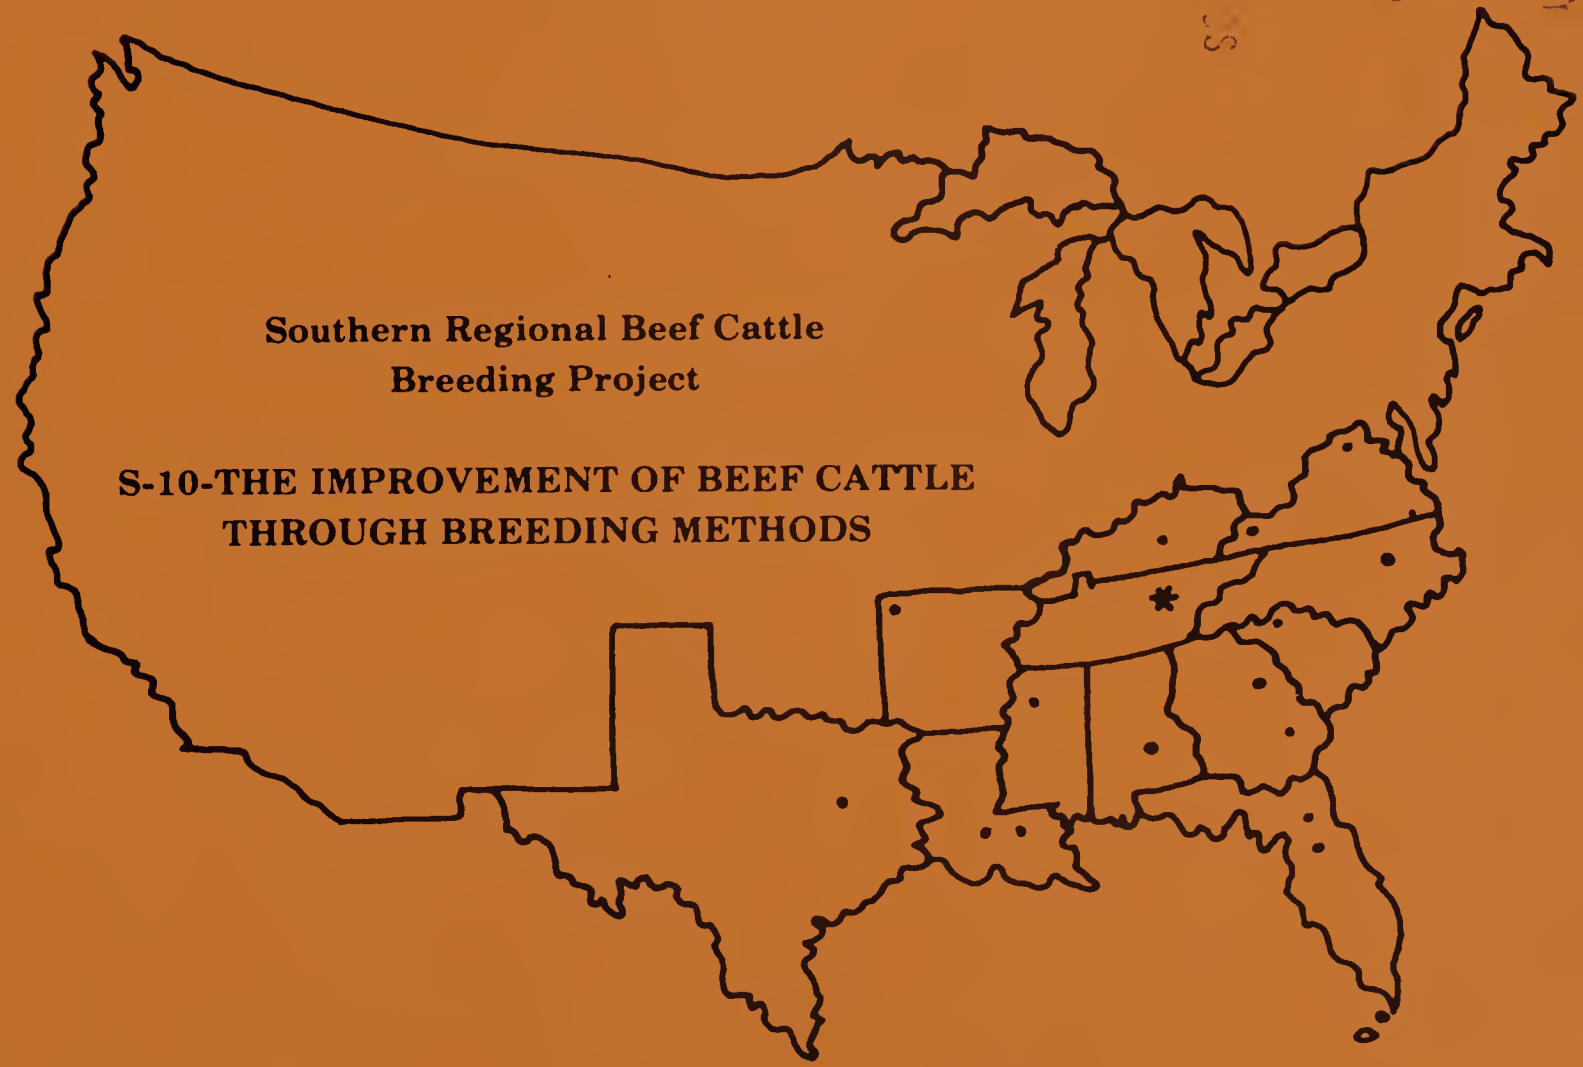 Southern Regional Beef Cattle
Breeding Project
S-10-THE IMPROVEMENT OF BEEF CATTLE
THROUGH BREEDING METHODS